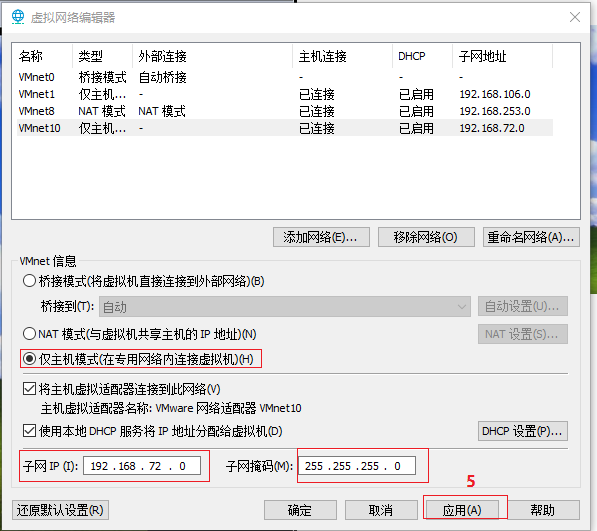 虚拟网络编辑器
名称 类型 外部连接 主机连接 DHCP 子网地址
VMnet0 桥接模式 自动桥接 - - -
VMnet1 仅主机... - 已连接 已启用 192.168.106.0
VMnet8 NAT 模式 NAT 模式 已连接 已启用 192.168.253.0
VMnet10 仅主机... - 已连接 已启用 192.168.72.0
添加网络(E)... 移除网络(O) 重命名网络(A)...
VMnet 信息
桥接模式(将虚拟机直接连接到外部网络)(B)
桥接到(T): 自动 自动设置(U)...
NAT 模式(与虚拟机共享主机的 IP 地址)(N) NAT 设置(S)...
仅主机模式(在专用网络内连接虚拟机)(H)
将主机虚拟适配器连接到此网络(V)
主机虚拟适配器名称: VMware 网络适配器 VMnet10
使用本地 DHCP 服务将 IP 地址分配给虚拟机(D) DHCP 设置(P)...
子网 IP (I): 192 . 168 . 72 . 0 子网掩码(M): 255 . 255 . 255 . 0
5
还原默认设置(R) 确定 取消 应用(A) 帮助